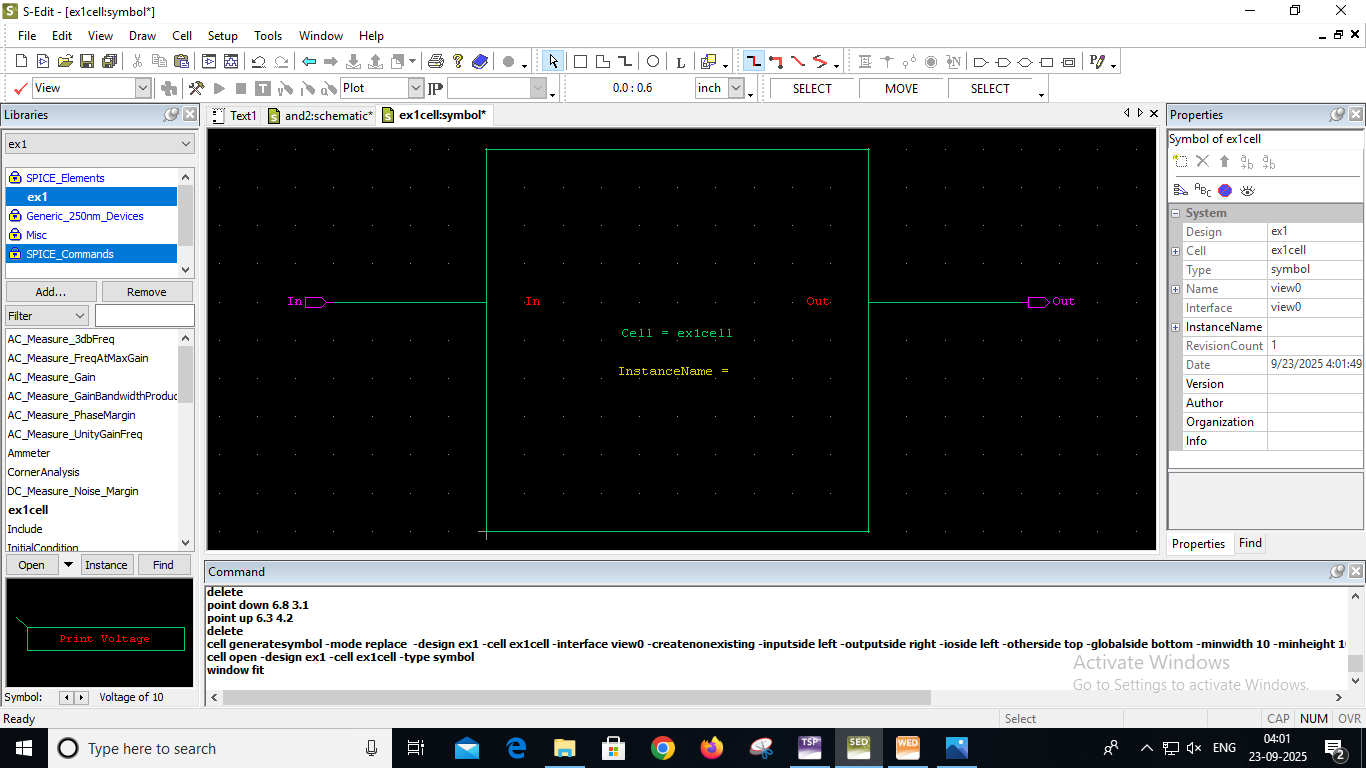 S-Edit - [ex1cell:symbol*]
File Edit View Draw Cell Setup Tools Window Help
View Plot 0.0 : 0.6 inch SELECT MOVE SELECT
Libraries
Text1 and2:schematic* ex1cell:symbol*
Properties
ex1
Symbol of ex1cell
SPICE_Elements
ex1
Generic_250nm_Devices
Misc
SPICE_Commands
Add... Remove
Filter
AC_Measure_3dbFreq
AC_Measure_FreqAtMaxGain
AC_Measure_Gain
AC_Measure_GainBandwidthProduc
AC_Measure_PhaseMargin
AC_Measure_UnityGainFreq
Ammeter
CornerAnalysis
DC_Measure_Noise_Margin
ex1cell
Include
InitialCondition
Open Instance Find
Print Voltage
Symbol: Voltage of 10
In In Out Out
Cell = ex1cell
InstanceName =
System
Design ex1
Cell ex1cell
Type symbol
Name view0
Interface view0
InstanceName
RevisionCount 1
Date 9/23/2025 4:01:49
Version
Author
Organization
Info
Properties Find
Command
delete
point down 6.8 3.1
point up 6.3 4.2
delete
cell generatesymbol -mode replace -design ex1 -cell ex1cell -interface view0 -createnonexisting -inputside left -outputside right -ioside left -otherside top -globalside bottom -minwidth 10 -minheight 1
cell open -design ex1 -cell ex1cell -type symbol
window fit
Activate Windows
Go to Settings to activate Windows.
Ready Select CAP NUM OVR
Type here to search
TSP SED WED
ENG 04:01
23-09-2025
2